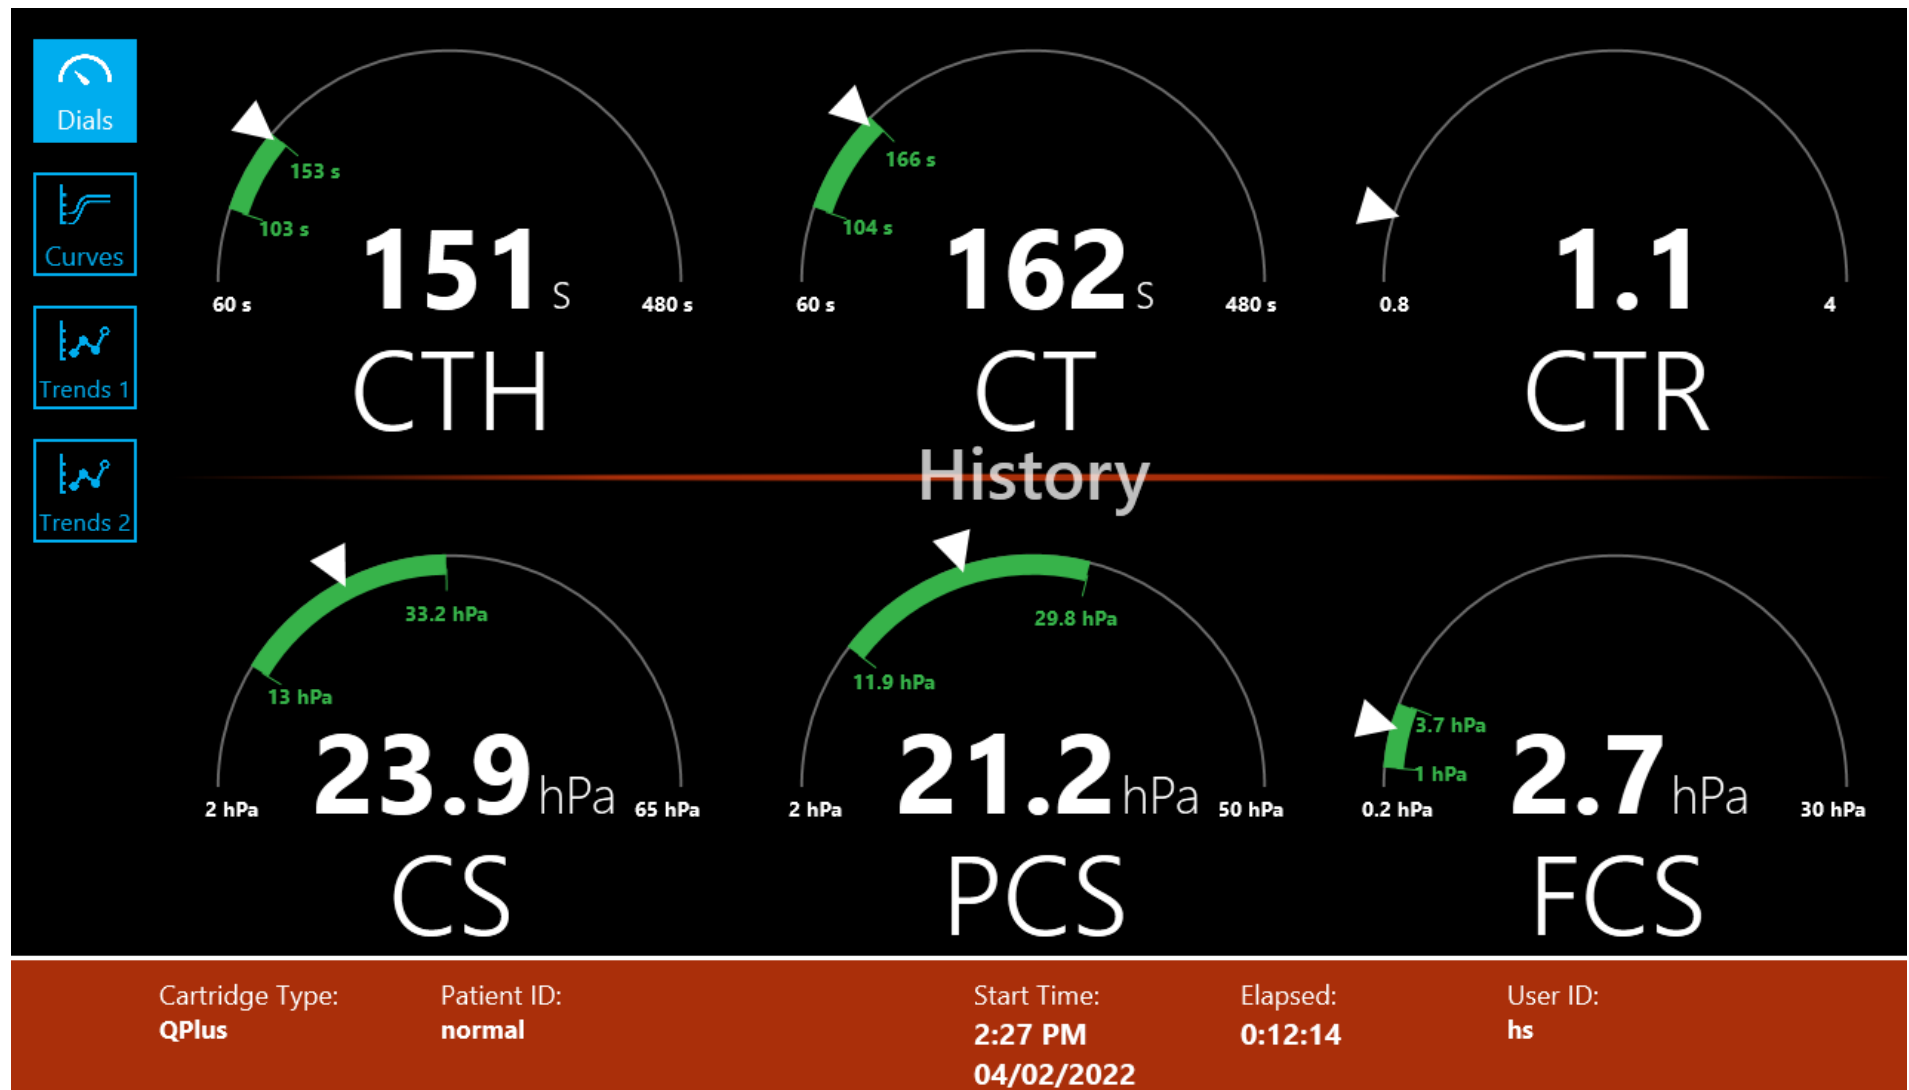 Dials
Curves
Trends 1
Trends 2
153 s
103 s
151 s
60 s
480 s
CTH
166 s
104 s
162 s
60 s
480 s
CT
1.1
0.8
4
CTR
History
33.2 hPa
13 hPa
23.9 hPa
2 hPa
65 hPa
CS
29.8 hPa
11.9 hPa
21.2 hPa
2 hPa
50 hPa
PCS
3.7 hPa
1 hPa
2.7 hPa
0.2 hPa
30 hPa
FCS
Cartridge Type:
QPlus
Patient ID:
normal
Start Time:
2:27 PM
04/02/2022
Elapsed:
0:12:14
User ID:
hs